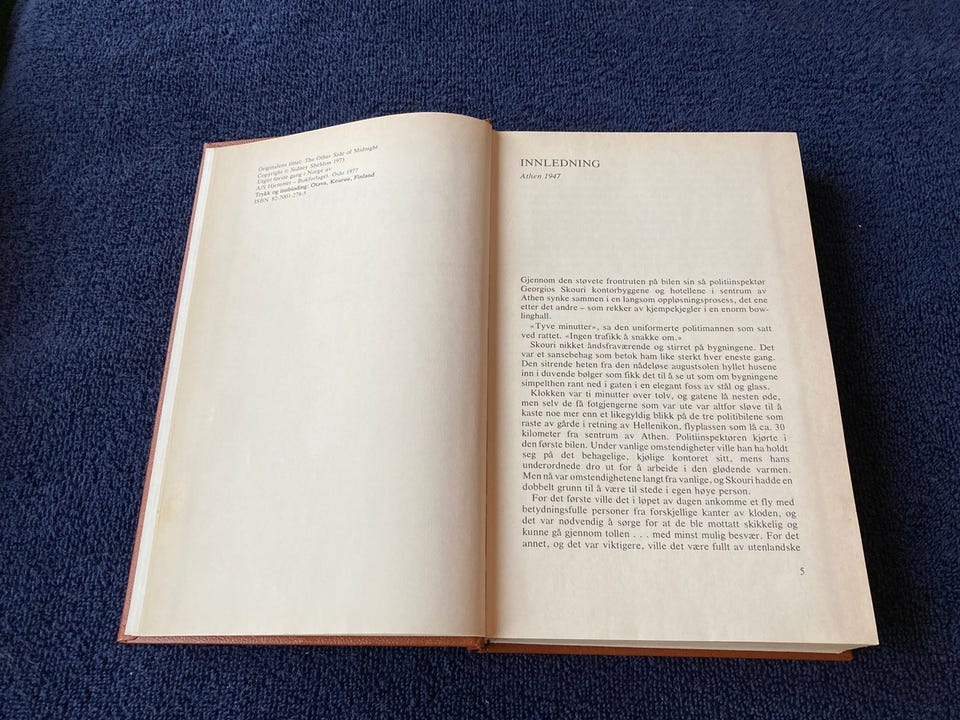 Originalens tittel: The Other Side of Midnight
Copyright © Sidney Sheldon 1973
Utgitt første gang i Norge av
A/S Hjemmet – Bokforlaget, Oslo 1977
Trykk og innbinding: Otava, Keuruu, Finland
ISBN 82-7001-278-5
INNLEDNING
Athen 1947
Gjennom den støvete frontruten på bilen sin så politiinspektør
Georgios Skouri kontorbyggene og hotellene i sentrum av
Athen synke sammen i en langsom oppløsningsprosess, det ene
etter det andre – som rekker av kjempekjegler i en enorm bow-
linghall.
«Tyve minutter», sa den uniformerte politimannen som satt
ved rattet. «Ingen trafikk å snakke om.»
Skouri nikket åndsfraværende og stirret på bygningene. Det
var et sansebehag som betok ham like sterkt hver eneste gang.
Den sitrende heten fra den nådeløse augustsolen hyllet husene
inn i duvende bølger som fikk det til å se ut som om bygningene
simpelthen rant ned i gaten i en elegant foss av stål og glass.
Klokken var ti minutter over tolv, og gatene lå nesten øde,
men selv de få fotgjengerne som var ute var altfor sløve til å
kaste noe mer enn et likegyldig blikk på de tre politibilene som
raste av gårde i retning av Hellenikon, flyplassen som lå ca. 30
kilometer fra sentrum av Athen. Politiinspektøren kjørte i
den første bilen. Under vanlige omstendigheter ville han ha holdt
seg på det behagelige, kjølige kontoret sitt, mens hans
underordnede dro ut for å arbeide i den glødende varmen.
Men nå var omstendighetene langt fra vanlige, og Skouri hadde en
dobbelt grunn til å være til stede i egen høye person.
For det første ville det i løpet av dagen ankomme et fly med
betydningsfulle personer fra forskjellige kanter av kloden, og
det var nødvendig å sørge for at de ble mottatt skikkelig og
kunne gå gjennom tollen . . . med minst mulig besvær. For det
annet, og det var viktigere, ville det være fullt av utenlandske
5